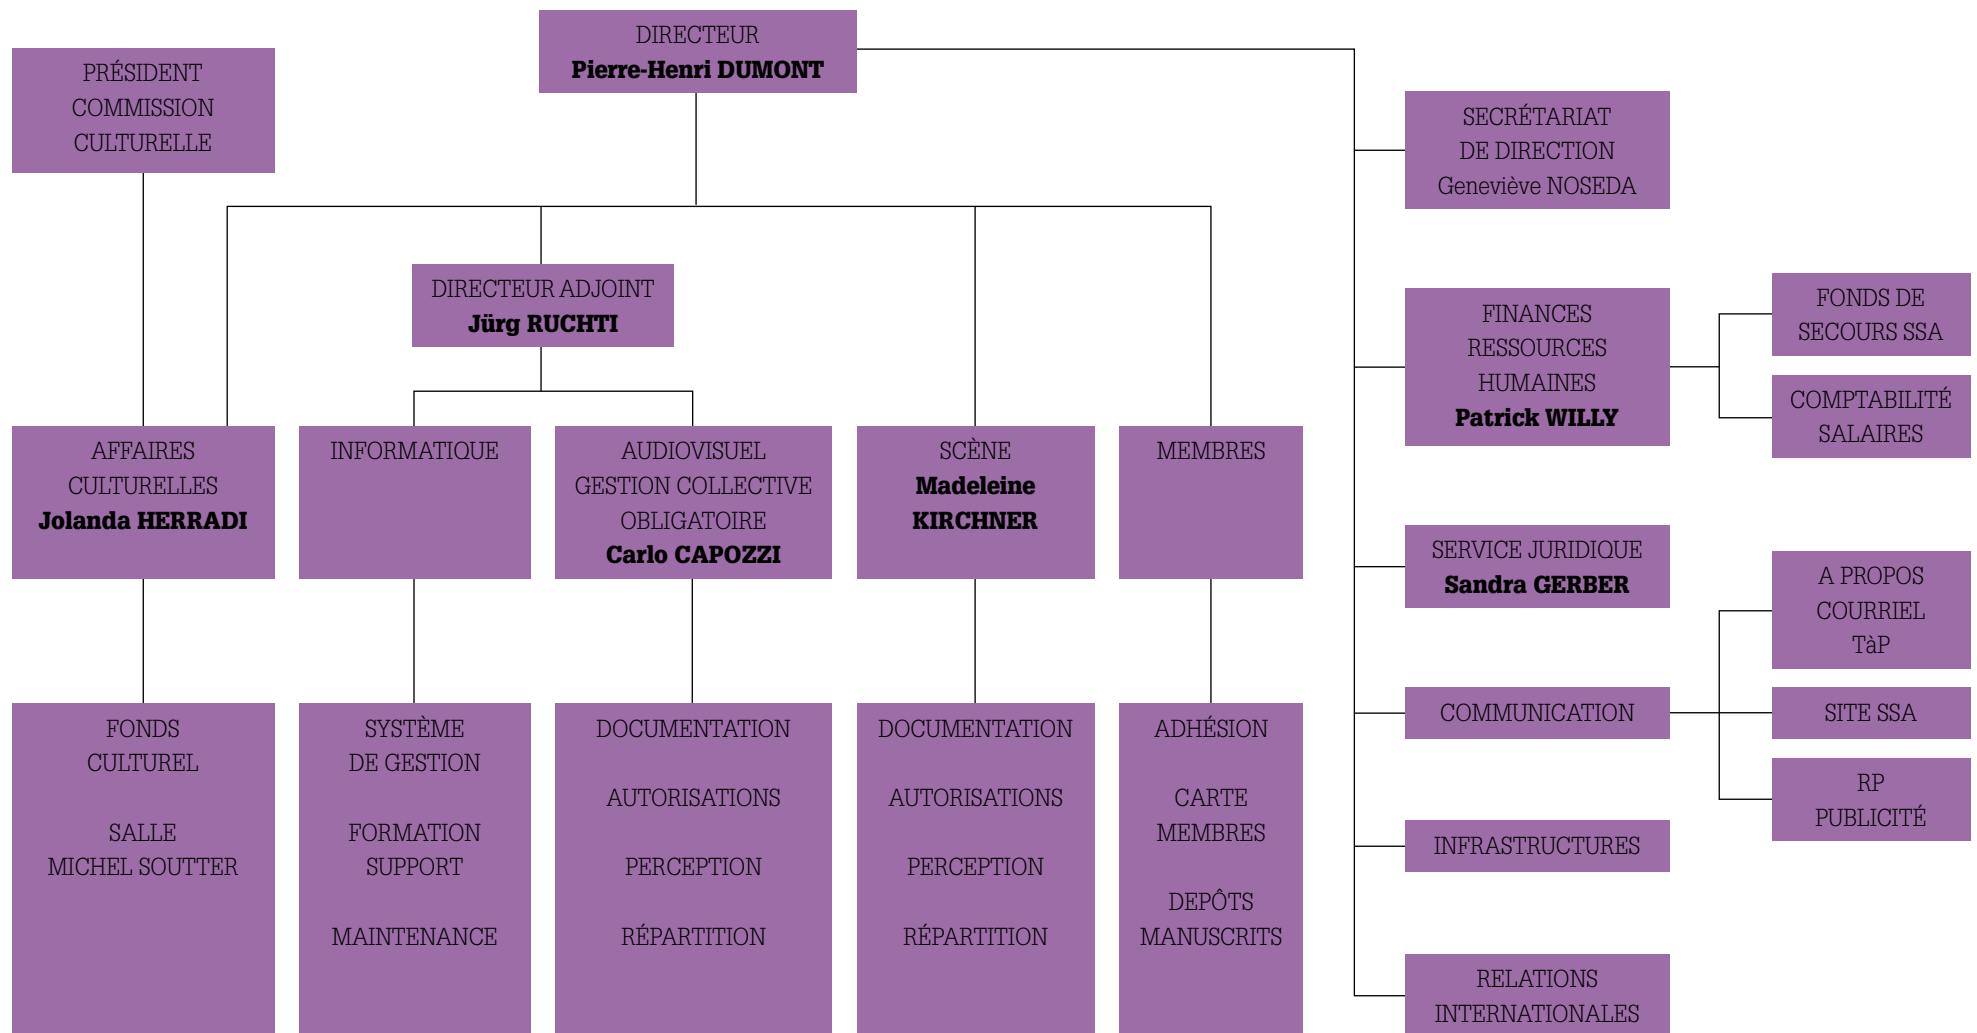 DIRECTEUR
Pierre-Henri DUMONT
PRÉSIDENT
COMMISSION
CULTURELLE
SECRÉTARIAT
DE DIRECTION
Geneviève NOSEDA
DIRECTEUR ADJOINT
Jürg RUCHTI
FINANCES
RESSOURCES
HUMAINES
Patrick WILLY
FONDS DE
SECOURS SSA
COMPTABILITÉ
SALAIRES
AFFAIRES
CULTURELLES
Jolanda HERRADI
INFORMATIQUE
AUDIOVISUEL
GESTION COLLECTIVE
OBLIGATOIRE
Carlo CAPOZZI
SCÈNE
Madeleine
KIRCHNER
MEMBRES
SERVICE JURIDIQUE
Sandra GERBER
A PROPOS
COURRIEL
TàP
COMMUNICATION
SITE SSA
RP
PUBLICITÉ
INFRASTRUCTURES
RELATIONS
INTERNATIONALES
FONDS
CULTUREL
SALLE
MICHEL SOUTTER
SYSTÈME
DE GESTION
FORMATION
SUPPORT
MAINTENANCE
DOCUMENTATION
AUTORISATIONS
PERCEPTION
RÉPARTITION
DOCUMENTATION
AUTORISATIONS
PERCEPTION
RÉPARTITION
ADHÉSION
CARTE
MEMBRES
DEPÔTS
MANUSCRITS